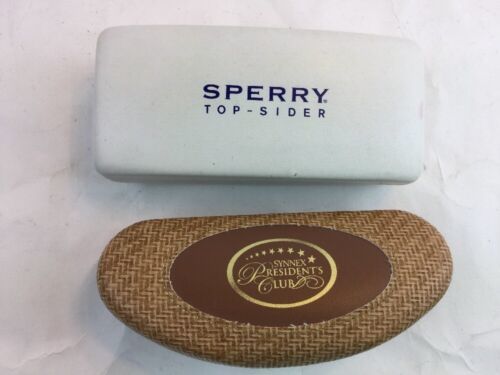 SPERRY®
TOP-SIDER
SYNNEX
PRESIDENT'S
CLUB